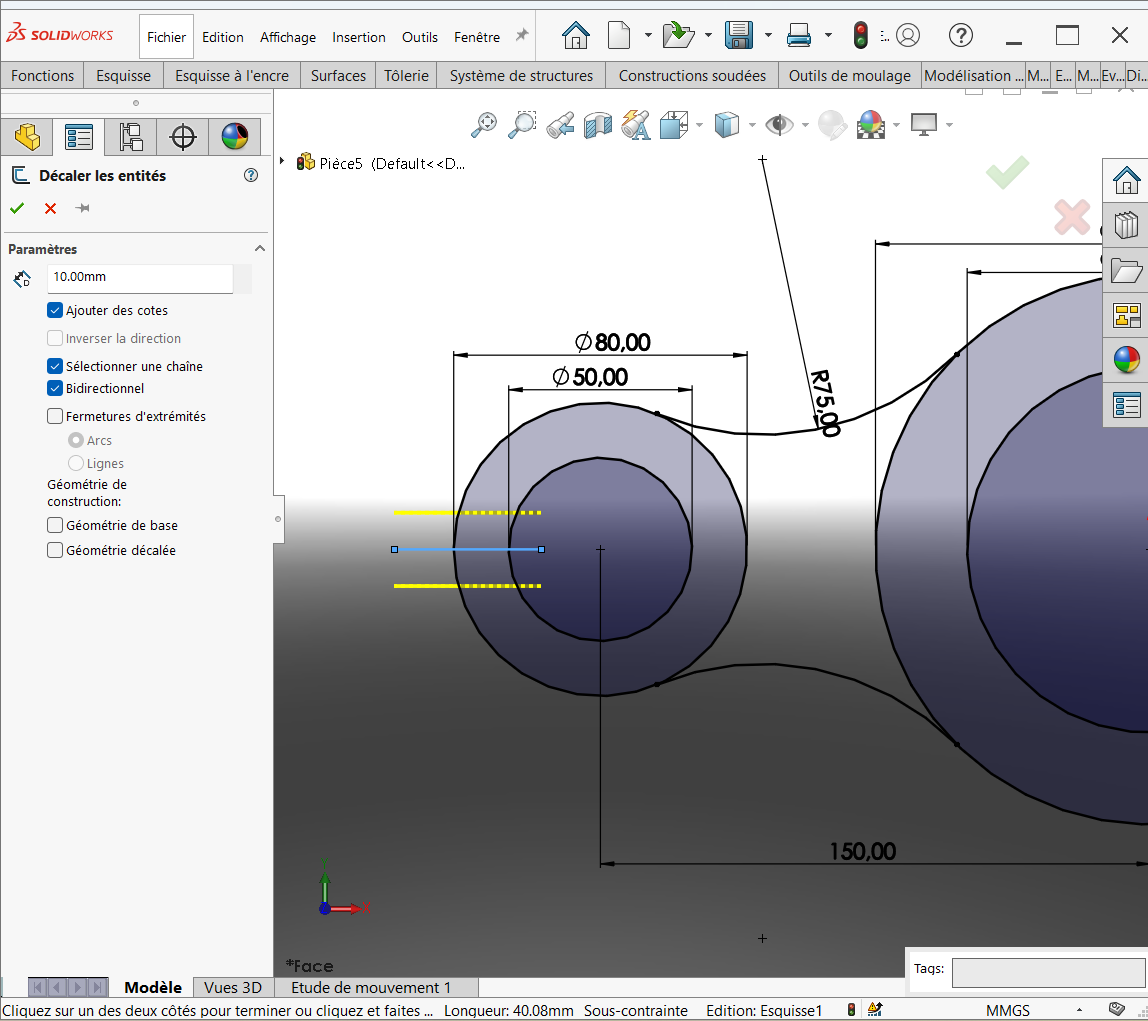 SOLIDWORKS Fichier Edition Affichage Insertion Outils Fenêtre
Fonctions Esquisse Esquisse à l'encre Surfaces Tôlerie Système de structures Constructions soudées Outils de moulage Modélisation ... M... E... M... Ev... Di...
Pièce5 (Default<<D...
Décaler les entités
Paramètres
10.00mm
Ajouter des cotes
Inverser la direction
Sélectionner une chaîne
Bidirectionnel
Fermetures d'extrémités
Arcs
Lignes
Géométrie de
construction:
Géométrie de base
Géométrie décalée
∅80,00
∅50,00
R75,00
150,00
*Face
Tags:
Modèle Vues 3D Etude de mouvement 1
Cliquez sur un des deux côtés pour terminer ou cliquez et faites ... Longueur: 40.08mm Sous-contrainte Edition: Esquisse1 MMGS